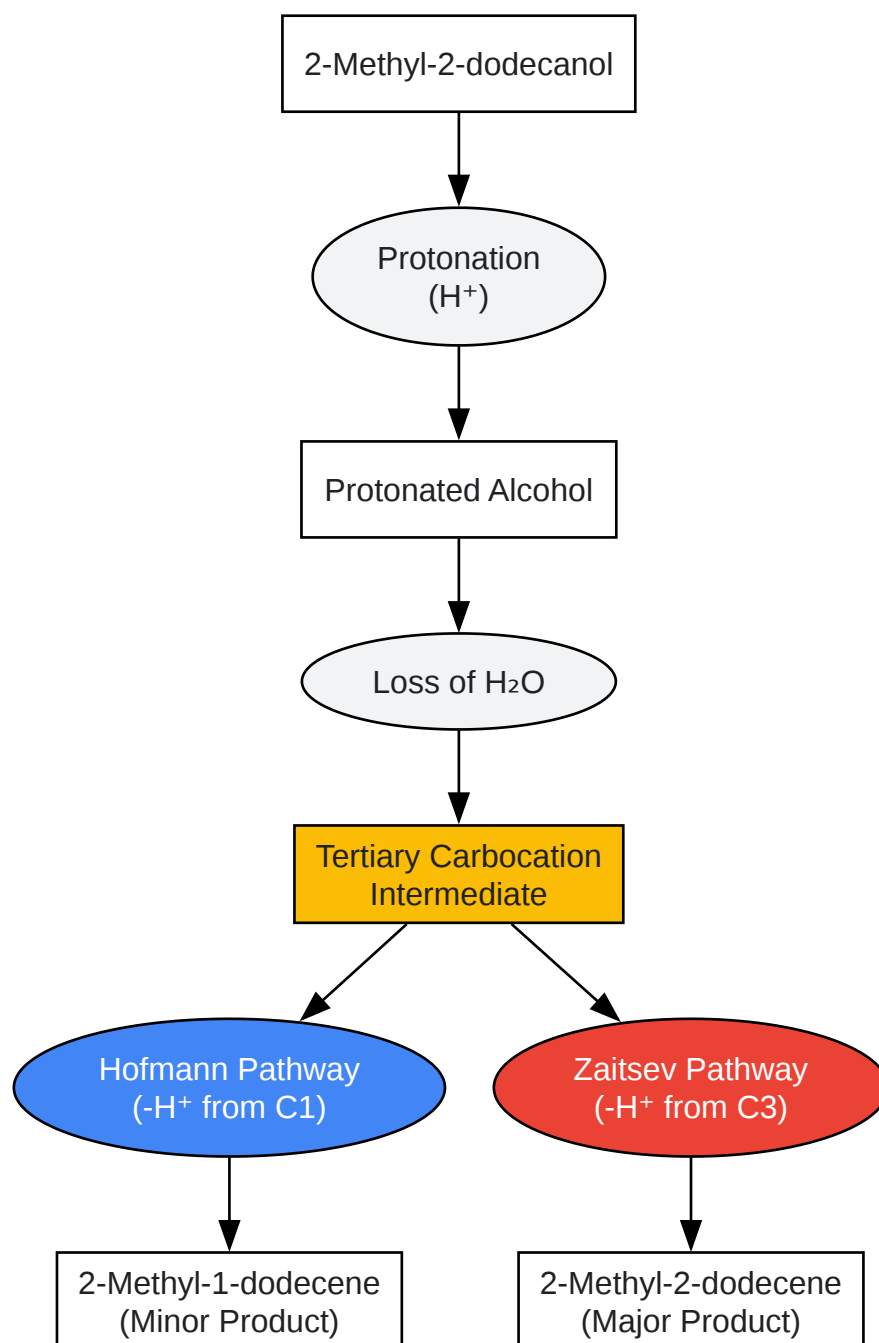 2-Methyl-2-dodecanol
Protonation
(H⁺)
Protonated Alcohol
Loss of H₂O
Tertiary Carbocation
Intermediate
Hofmann Pathway
(-H⁺ from C1)
Zaitsev Pathway
(-H⁺ from C3)
2-Methyl-1-dodecene
(Minor Product)
2-Methyl-2-dodecene
(Major Product)